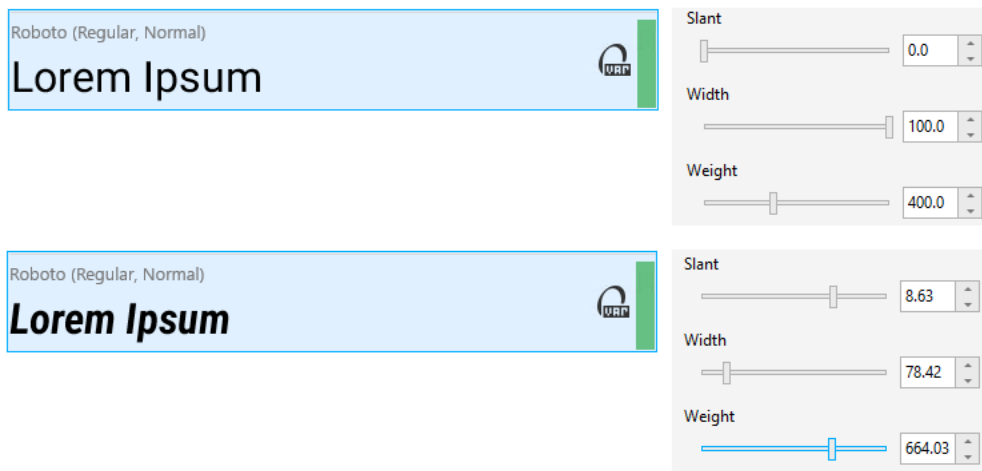 Roboto (Regular, Normal)
Lorem Ipsum
VAR
Slant
0.0
Width
100.0
Weight
400.0
Roboto (Regular, Normal)
Lorem Ipsum
VAR
Slant
8.63
Width
78.42
Weight
664.03